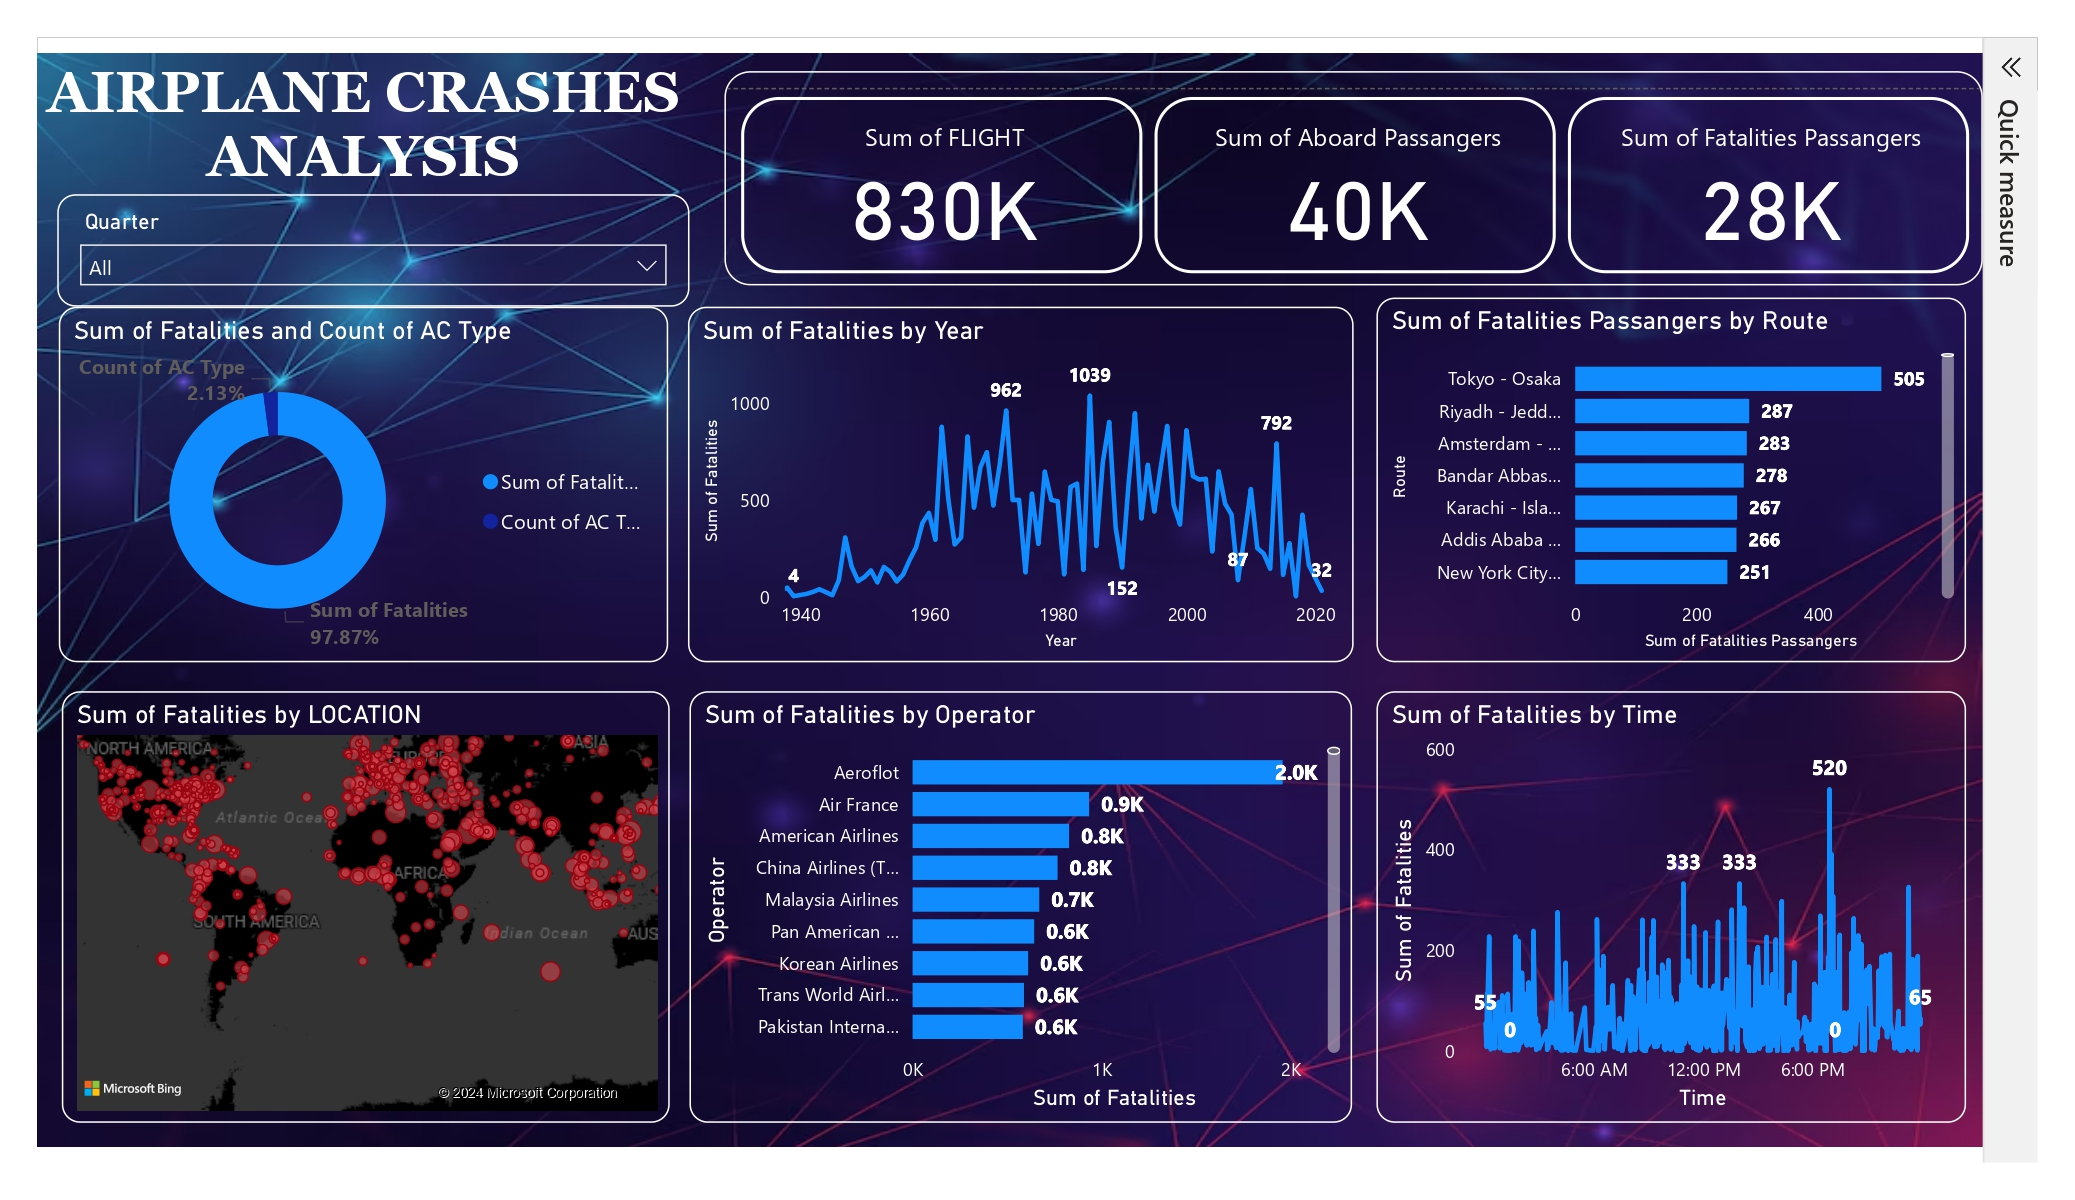 AIRPLANE CRASHES
ANALYSIS
Quarter
All
Sum of FLIGHT
830K
Sum of Aboard Passangers
40K
Sum of Fatalities Passangers
28K
Quick measure
Sum of Fatalities and Count of AC Type
Count of AC Type
2.13%
Sum of Fatalit...
Count of AC T...
Sum of Fatalities
97.87%
Sum of Fatalities by Year
Sum of Fatalities
1000
500
0
4
962
1039
152
87
792
32
1940
1960
1980
2000
2020
Year
Sum of Fatalities Passangers by Route
Route
Tokyo - Osaka
505
Riyadh - Jedd...
287
Amsterdam - ...
283
Bandar Abbas...
278
Karachi - Isla...
267
Addis Ababa ...
266
New York City...
251
0
200
400
Sum of Fatalities Passangers
Sum of Fatalities by LOCATION
NORTH AMERICA
EUROPE
ASIA
Atlantic Ocea
AFRICA
SOUTH AMERICA
Indian Ocean
AUS
Microsoft Bing
© 2024 Microsoft Corporation
Sum of Fatalities by Operator
Operator
Aeroflot
2.0K
Air France
0.9K
American Airlines
0.8K
China Airlines (T...
0.8K
Malaysia Airlines
0.7K
Pan American ...
0.6K
Korean Airlines
0.6K
Trans World Airl...
0.6K
Pakistan Interna...
0.6K
0K
1K
2K
Sum of Fatalities
Sum of Fatalities by Time
Sum of Fatalities
600
400
200
0
55
0
333
333
520
0
65
6:00 AM
12:00 PM
6:00 PM
Time